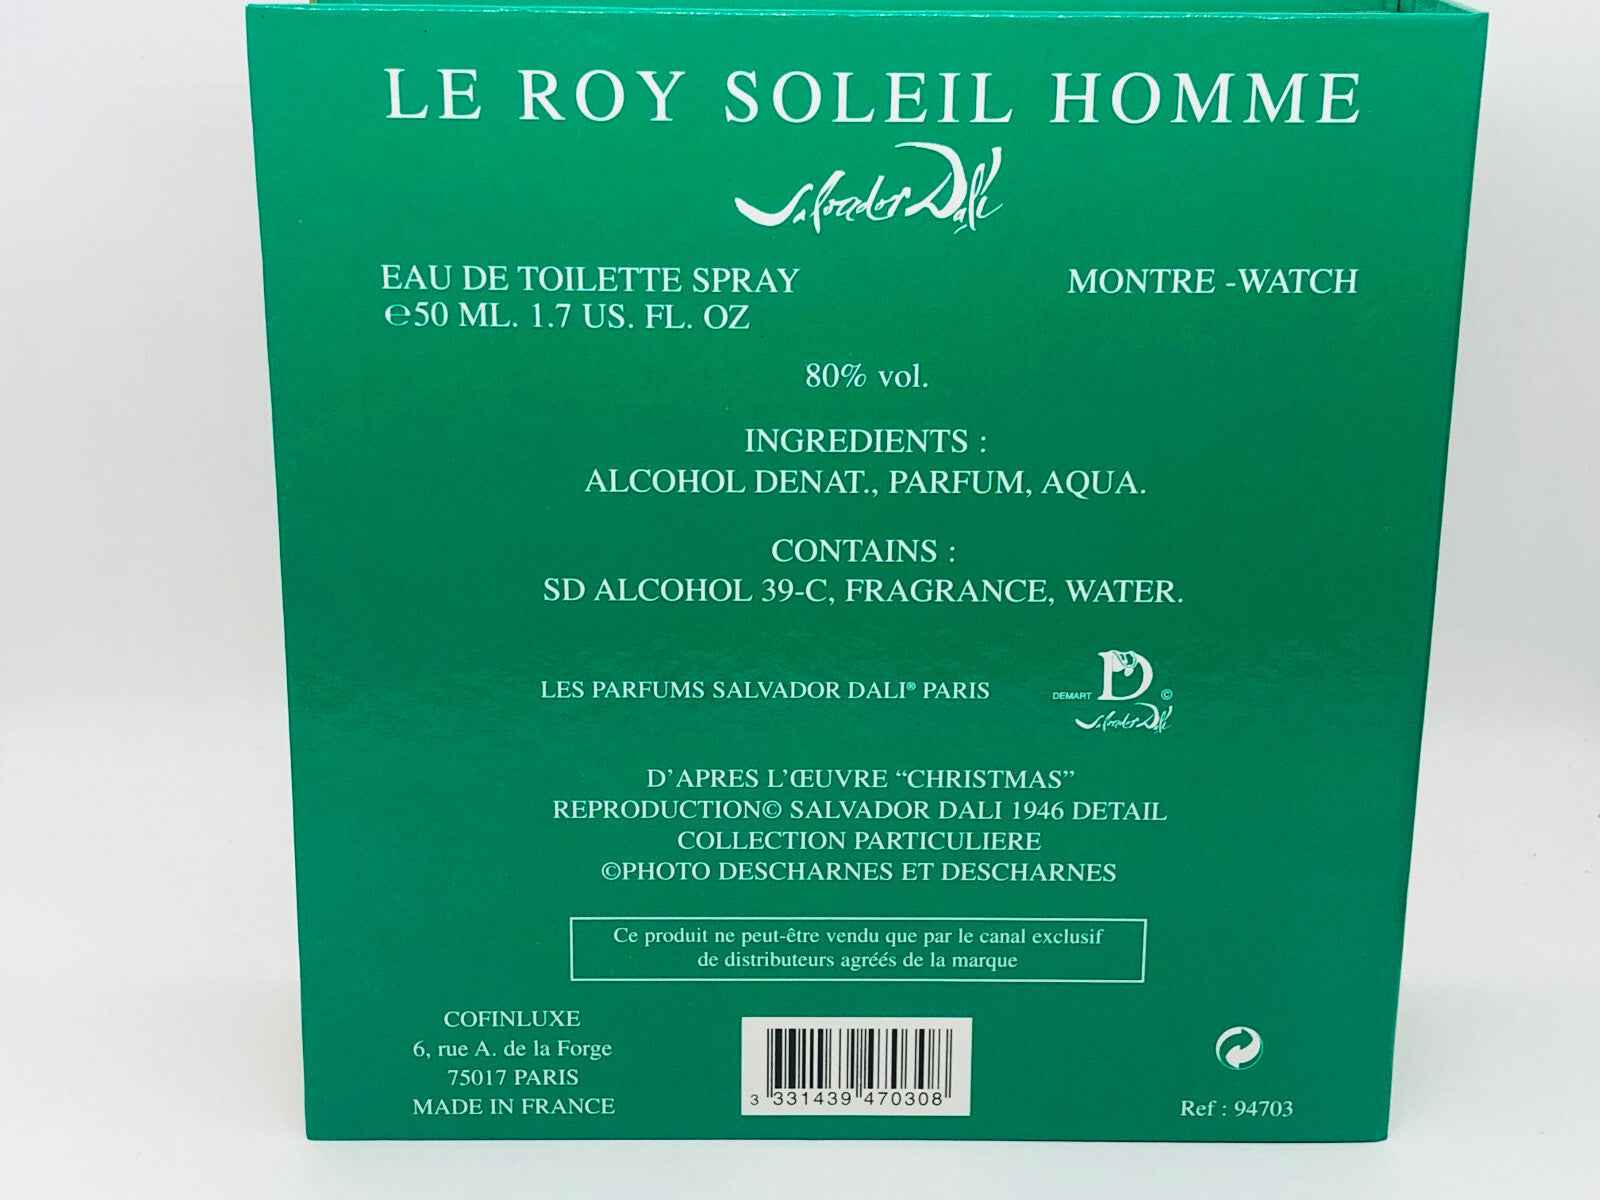 LE ROY SOLEIL HOMME
Salvador Dalí
EAU DE TOILETTE SPRAY
℮50 ML. 1.7 US. FL. OZ
MONTRE -WATCH
80% vol.
INGREDIENTS :
ALCOHOL DENAT., PARFUM, AQUA.
CONTAINS :
SD ALCOHOL 39-C, FRAGRANCE, WATER.
LES PARFUMS SALVADOR DALI® PARIS
DEMART D ©
Salvador Dalí
D'APRES L'ŒUVRE “CHRISTMAS”
REPRODUCTION© SALVADOR DALI 1946 DETAIL
COLLECTION PARTICULIERE
©PHOTO DESCHARNES ET DESCHARNES
Ce produit ne peut-être vendu que par le canal exclusif
de distributeurs agréés de la marque
COFINLUXE
6, rue A. de la Forge
75017 PARIS
MADE IN FRANCE
3 331439 470308
Ref : 94703